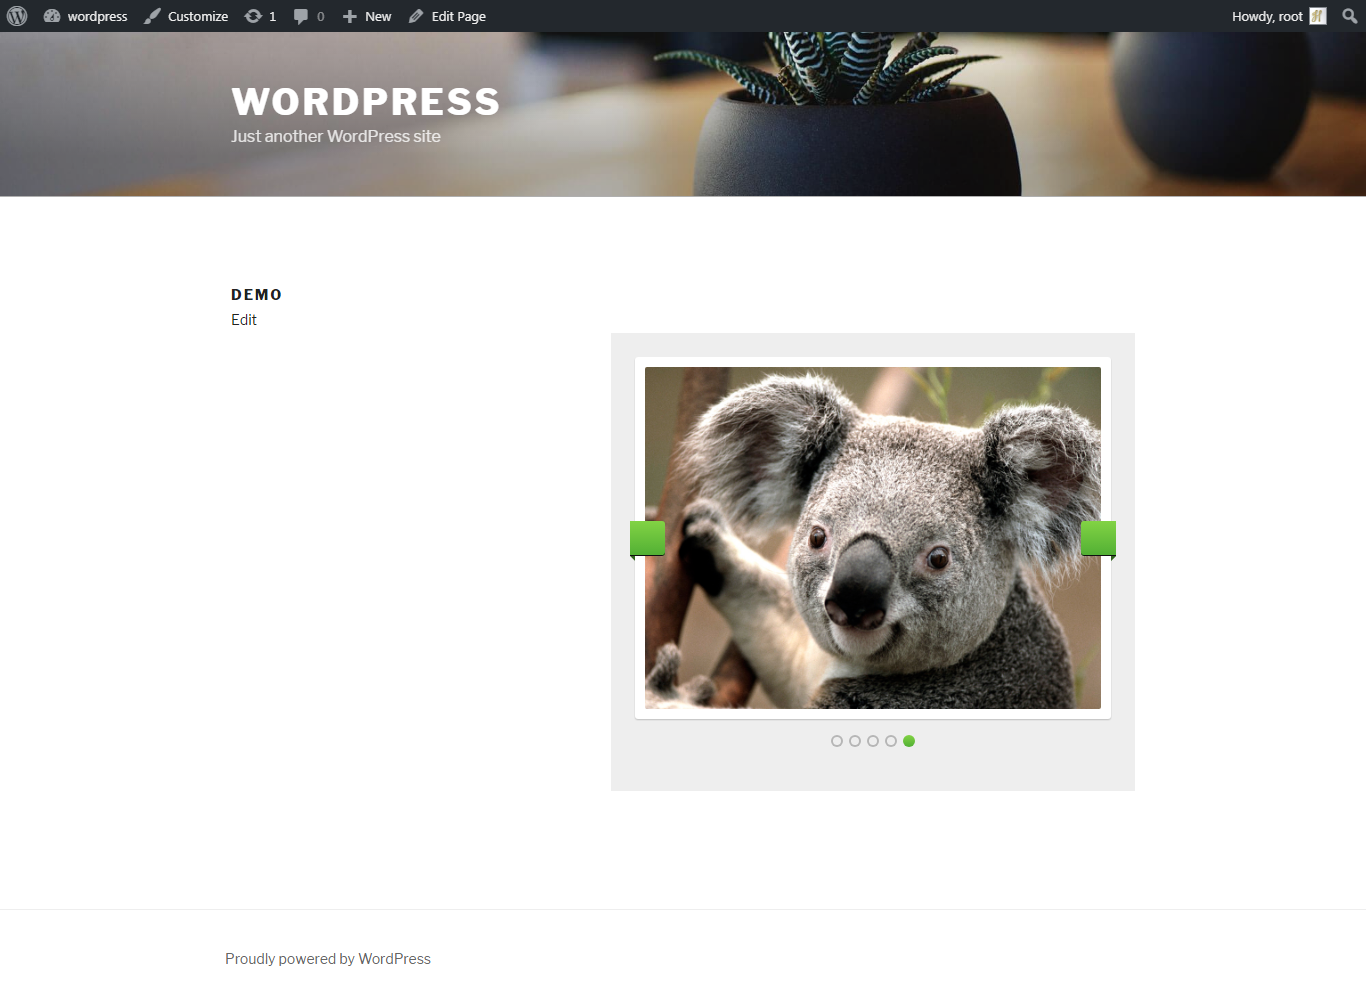 wordpress Customize 1 0 New Edit Page Howdy, root
WORDPRESS
Just another WordPress site
DEMO
Edit
Proudly powered by WordPress